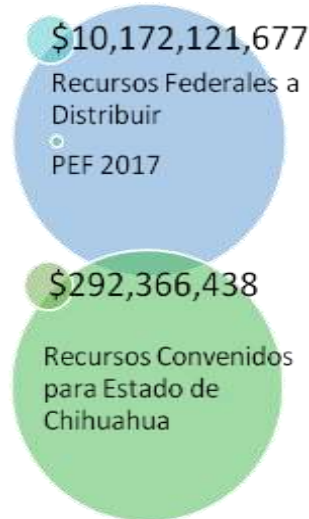 $10,172,121,677
Recursos Federales a
Distribuir
PEF 2017
$292,366,438
Recursos Convenidos
para Estado de
Chihuahua